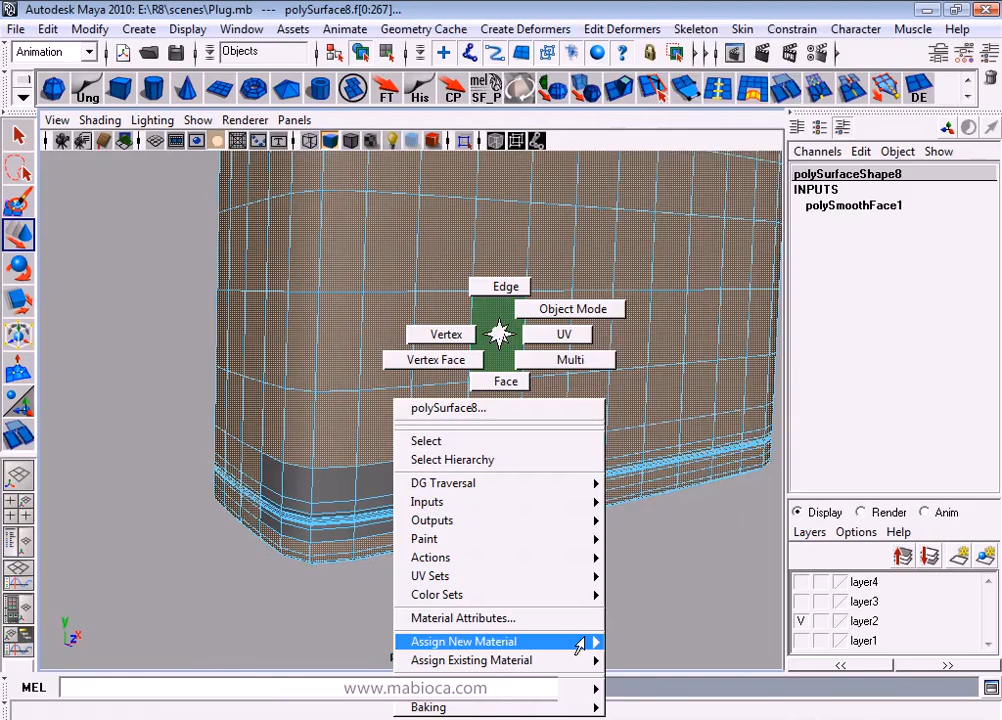 Autodesk Maya 2010: E:\R8\scenes\Plug.mb --- polySurface8.f[0:267]...
File Edit Modify Create Display Window Assets Animate Geometry Cache Create Deformers Edit Deformers Skeleton Skin Constrain Character Muscle Help
Animation Objects
Ung FT His mel SF_P CP DE
View Shading Lighting Show Renderer Panels
Channels Edit Object Show
polySurfaceShape8
INPUTS
polySmoothFace1
Edge
Object Mode
Vertex UV
Vertex Face Multi
Face
polySurface8...
Select
Select Hierarchy
DG Traversal
Inputs
Outputs
Paint
Actions
UV Sets
Color Sets
Material Attributes...
Assign New Material
Assign Existing Material
Baking
Display Render Anim
Layers Options Help
layer4
layer3
V layer2
layer1
<< >>
y
z
MEL
www.mabioca.com